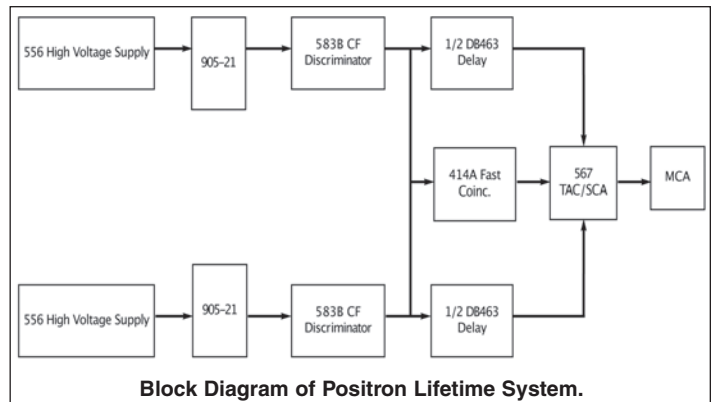 556 High Voltage Supply
905–21
583B CF
Discriminator
1/2 DB463
Delay
414A Fast
Coinc.
567
TAC/SCA
MCA
556 High Voltage Supply
905–21
583B CF
Discriminator
1/2 DB463
Delay
Block Diagram of Positron Lifetime System.